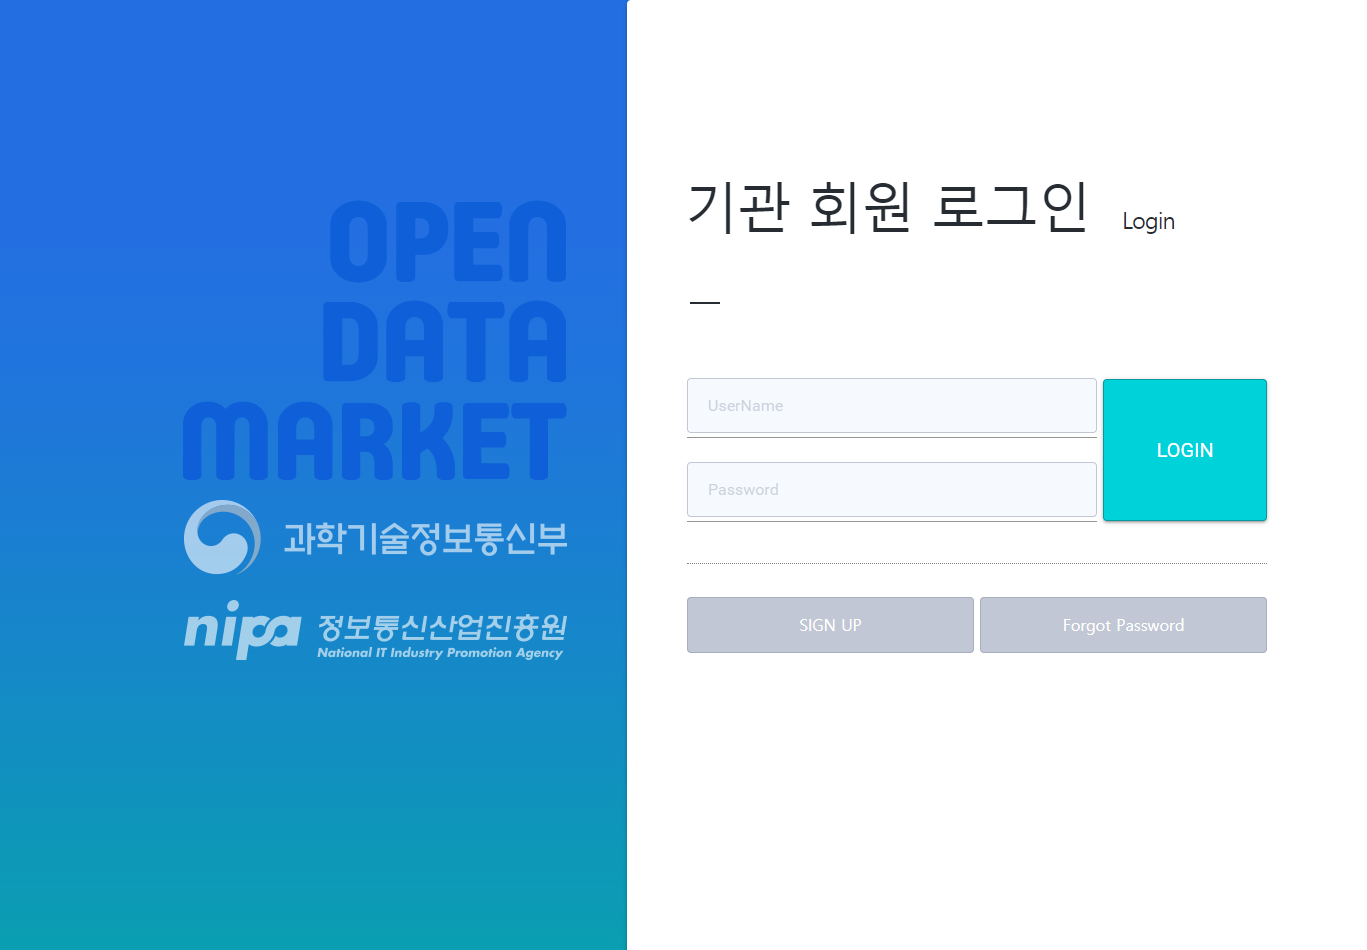 OPEN
DATA
MARKET
과학기술정보통신부
nipa 정보통신산업진흥원
National IT Industry Promotion Agency
기관 회원 로그인 Login
UserName
Password
LOGIN
SIGN UP
Forgot Password